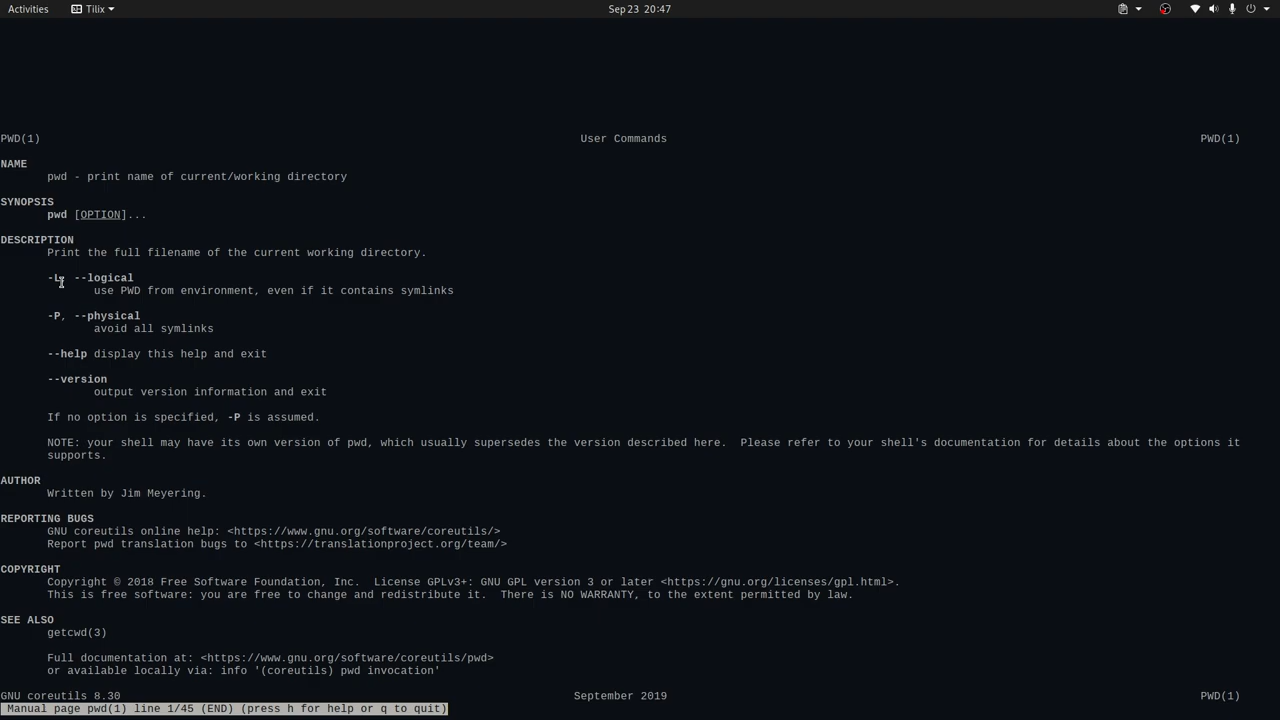 Activities Tilix Sep 23 20:47
PWD(1) User Commands PWD(1)
NAME
pwd - print name of current/working directory
SYNOPSIS
pwd [OPTION]...
DESCRIPTION
Print the full filename of the current working directory.
-L, --logical
use PWD from environment, even if it contains symlinks
-P, --physical
avoid all symlinks
--help display this help and exit
--version
output version information and exit
If no option is specified, -P is assumed.
NOTE: your shell may have its own version of pwd, which usually supersedes the version described here.  Please refer to your shell's documentation for details about the options it
supports.
AUTHOR
Written by Jim Meyering.
REPORTING BUGS
GNU coreutils online help: <https://www.gnu.org/software/coreutils/>
Report pwd translation bugs to <https://translationproject.org/team/>
COPYRIGHT
Copyright © 2018 Free Software Foundation, Inc.  License GPLv3+: GNU GPL version 3 or later <https://gnu.org/licenses/gpl.html>.
This is free software: you are free to change and redistribute it.  There is NO WARRANTY, to the extent permitted by law.
SEE ALSO
getcwd(3)
Full documentation at: <https://www.gnu.org/software/coreutils/pwd>
or available locally via: info '(coreutils) pwd invocation'
GNU coreutils 8.30 September 2019 PWD(1)
Manual page pwd(1) line 1/45 (END) (press h for help or q to quit)